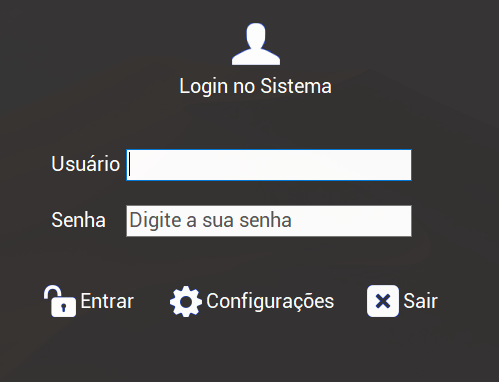 Login no Sistema
Usuário
Senha Digite a sua senha
Entrar Configurações Sair